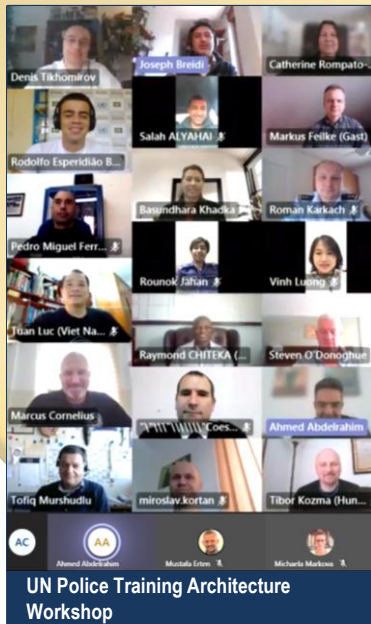 Denis Tikhomirov
Joseph Breidi
Catherine Rompato-...
Rodolfo Esperidião B...
Salah ALYAHAI
Markus Feilke (Gast)
Pedro Miguel Ferr...
Basundhara Khadka
Roman Karkach
Tuan Luc (Viet Na...
Rounok Jahan
Vinh Luong
Marcus Cornelius
Raymond CHITEKA (...
Steven O'Donoghue
Coes...
Ahmed Abdelrahim
Tofiq Murshudlu
miroslav.kortan
Tibor Kozma (Hun...
AC
AA
Ahmed Abdelrahim
Mustafa Erten
Michaela Markova
UN Police Training Architecture
Workshop